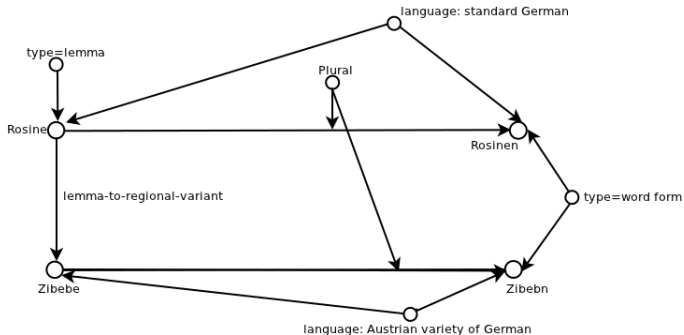 language: standard German
type=lemma
Plural
Rosine
Rosinen
lemma-to-regional-variant
type=word form
Zibebe
Zibebn
language: Austrian variety of German